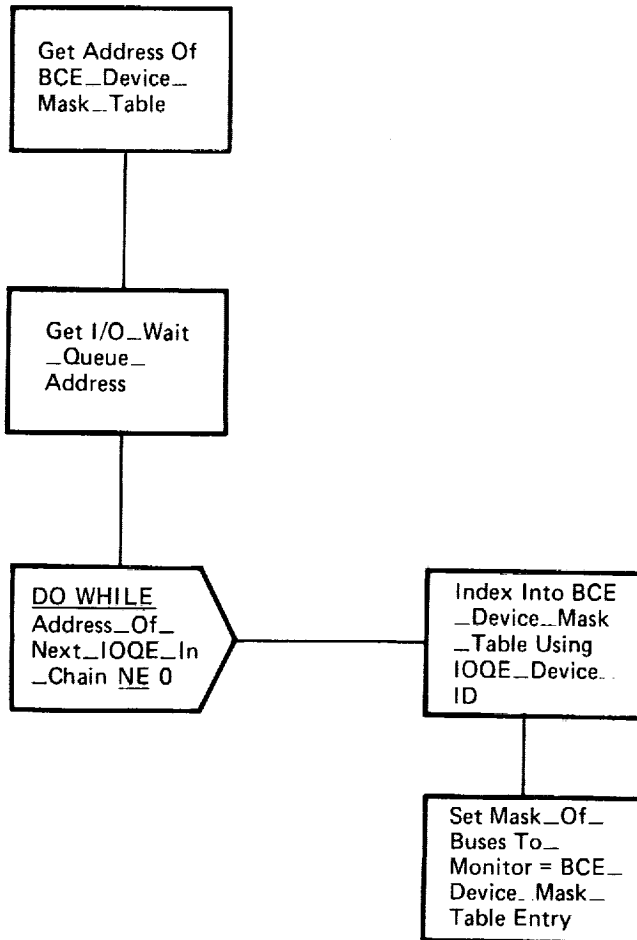 Get Address Of
BCE_Device_
Mask_Table
Get I/O_Wait
_Queue_
Address
DO WHILE
Address_Of_
Next_IOQE_In
_Chain NE 0
Index Into BCE
_Device_Mask
_Table Using
IOQE_Device_
ID
Set Mask_Of_
Buses To_
Monitor = BCE_
Device_Mask_
Table Entry